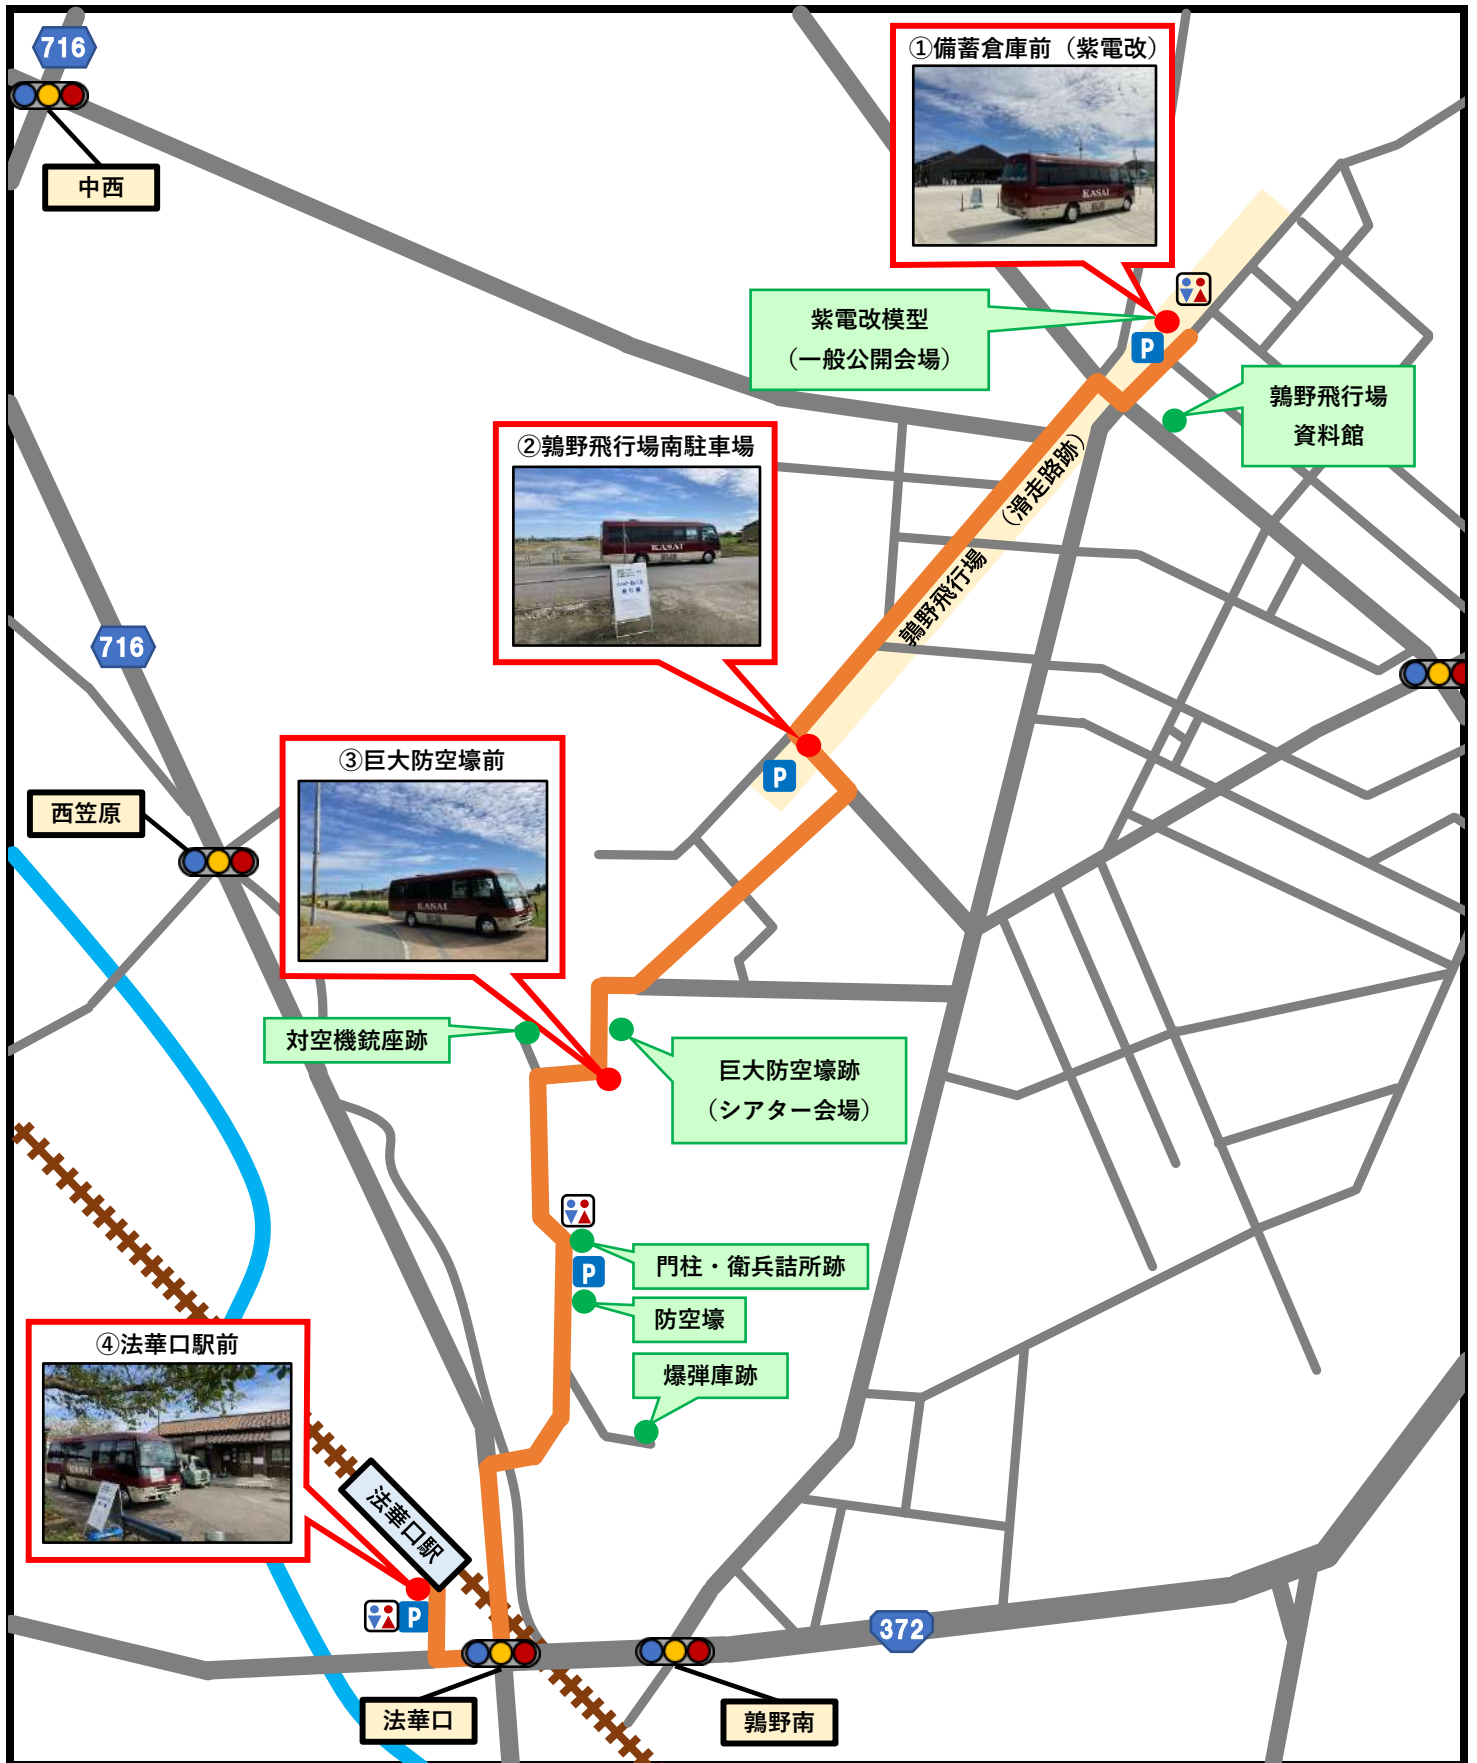 716
中西
①備蓄倉庫前（紫電改）
KASAI
紫電改模型
（一般公開会場）
P
鶉野飛行場
資料館
②鶉野飛行場南駐車場
KASAI
（滑走路跡）
鶉野飛行場
716
P
③巨大防空壕前
KASAI
西笠原
対空機銃座跡
巨大防空壕跡
（シアター会場）
門柱・衛兵詰所跡
P
防空壕
④法華口駅前
KASAI
爆弾庫跡
法華口駅
P
372
法華口
鶉野南